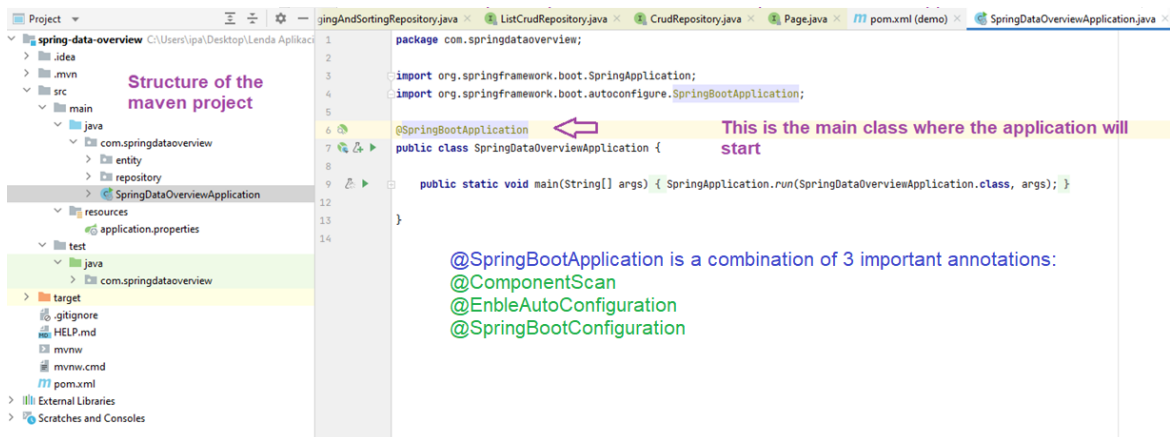 Project
gingAndSortingRepository.java
ListCrudRepository.java
CrudRepository.java
Page.java
pom.xml (demo)
SpringDataOverviewApplication.java
spring-data-overview C:\Users\ipa\Desktop\Lenda Aplikaci
.idea
.mvn
src
main
java
com.springdataoverview
entity
repository
SpringDataOverviewApplication
resources
application.properties
test
java
com.springdataoverview
target
.gitignore
HELP.md
mvnw
mvnw.cmd
pom.xml
External Libraries
Scratches and Consoles
Structure of the
maven project
1 package com.springdataoverview;
2
3 import org.springframework.boot.SpringApplication;
4 import org.springframework.boot.autoconfigure.SpringBootApplication;
5
6 @SpringBootApplication
7 public class SpringDataOverviewApplication {
8
9 public static void main(String[] args) { SpringApplication.run(SpringDataOverviewApplication.class, args); }
12
13 }
14
This is the main class where the application will
start
@SpringBootApplication is a combination of 3 important annotations:
@ComponentScan
@EnbleAutoConfiguration
@SpringBootConfiguration